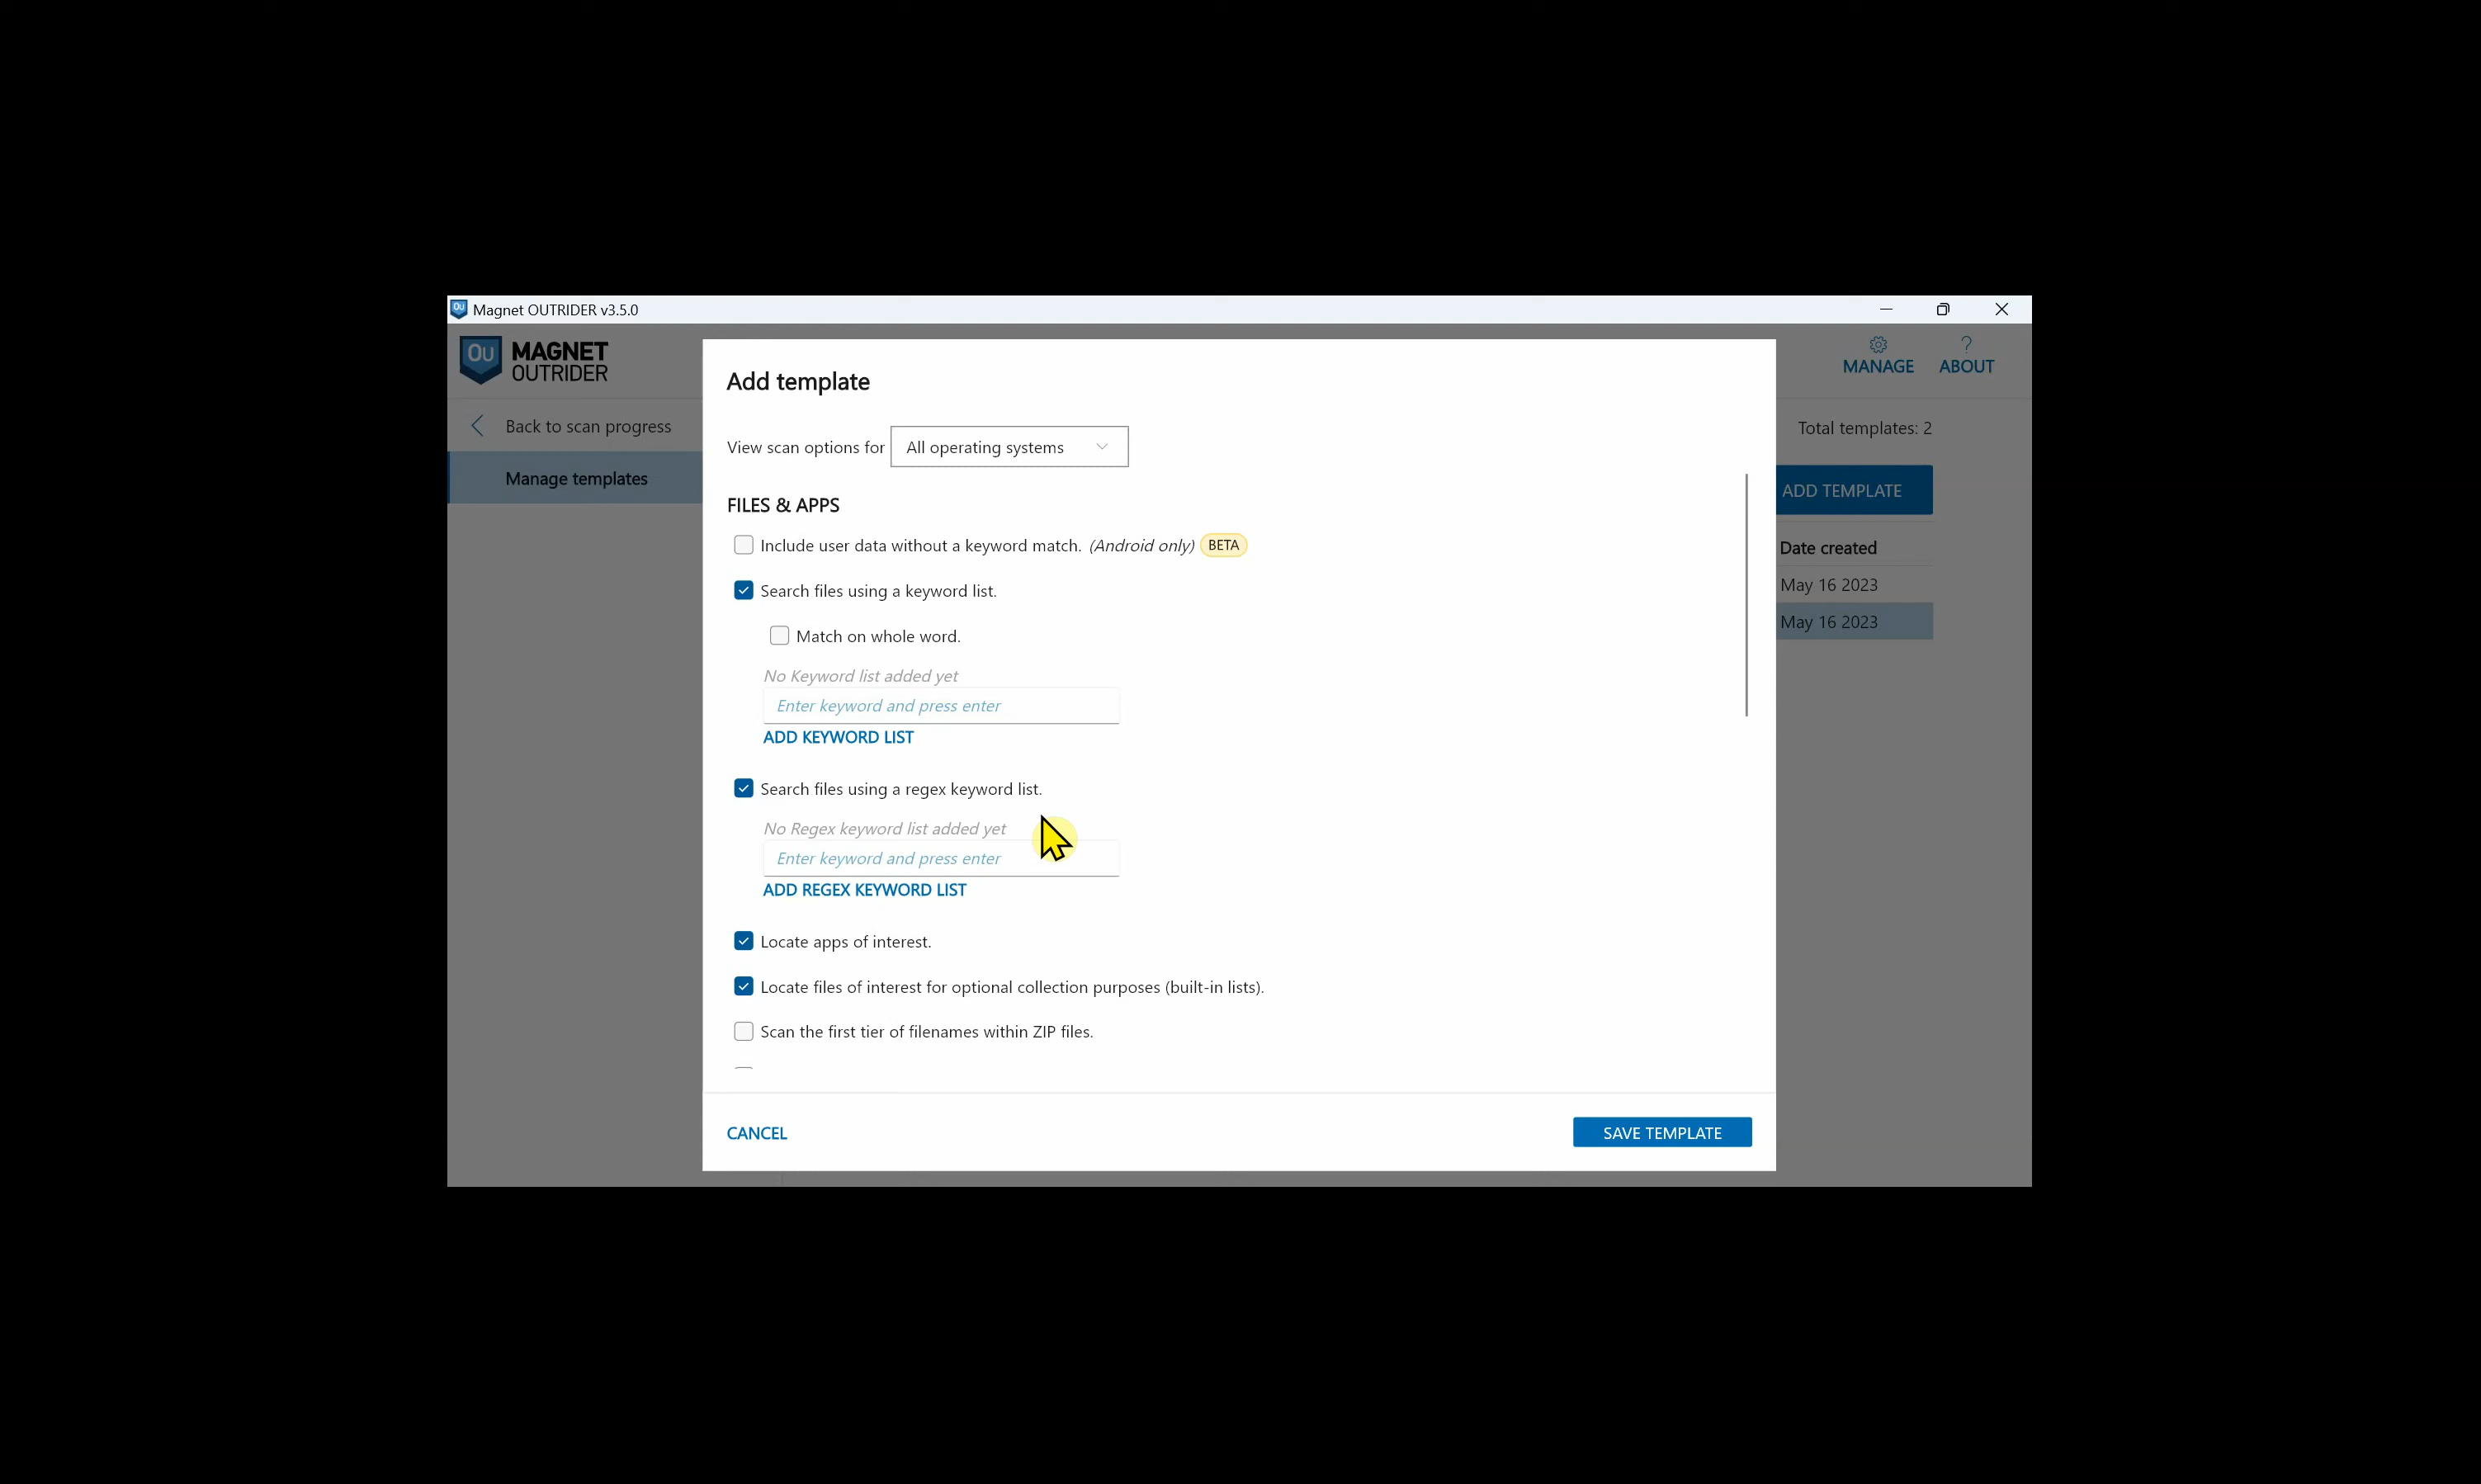 Ou Magnet OUTRIDER v3.5.0
Ou MAGNET
OUTRIDER
MANAGE
? ABOUT
Back to scan progress
Manage templates
Total templates: 2
ADD TEMPLATE
Date created
May 16 2023
May 16 2023
Add template
View scan options for All operating systems
FILES & APPS
Include user data without a keyword match. (Android only) BETA
Search files using a keyword list.
Match on whole word.
No Keyword list added yet
Enter keyword and press enter
ADD KEYWORD LIST
Search files using a regex keyword list.
No Regex keyword list added yet
Enter keyword and press enter
ADD REGEX KEYWORD LIST
Locate apps of interest.
Locate files of interest for optional collection purposes (built-in lists).
Scan the first tier of filenames within ZIP files.
CANCEL
SAVE TEMPLATE